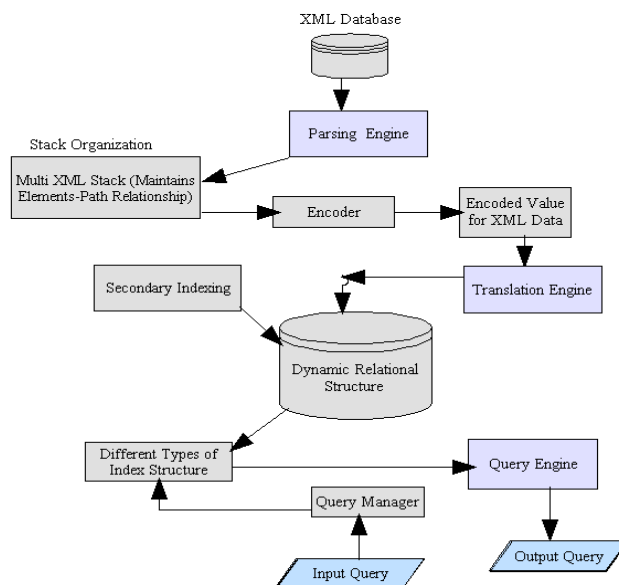 XML Database
Parsing Engine
Stack Organization
Multi XML Stack (Maintains
Elements-Path Relationship)
Encoder
Encoded Value
for XML Data
Secondary Indexing
Translation Engine
Dynamic Relational
Structure
Different Types of
Index Structure
Query Engine
Query Manager
Input Query
Output Query